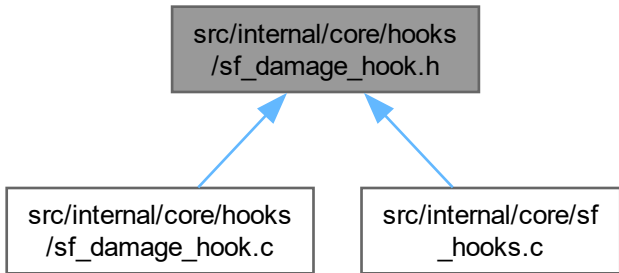 src/internal/core/hooks
/sf_damage_hook.h
src/internal/core/hooks
/sf_damage_hook.c
src/internal/core/sf
_hooks.c